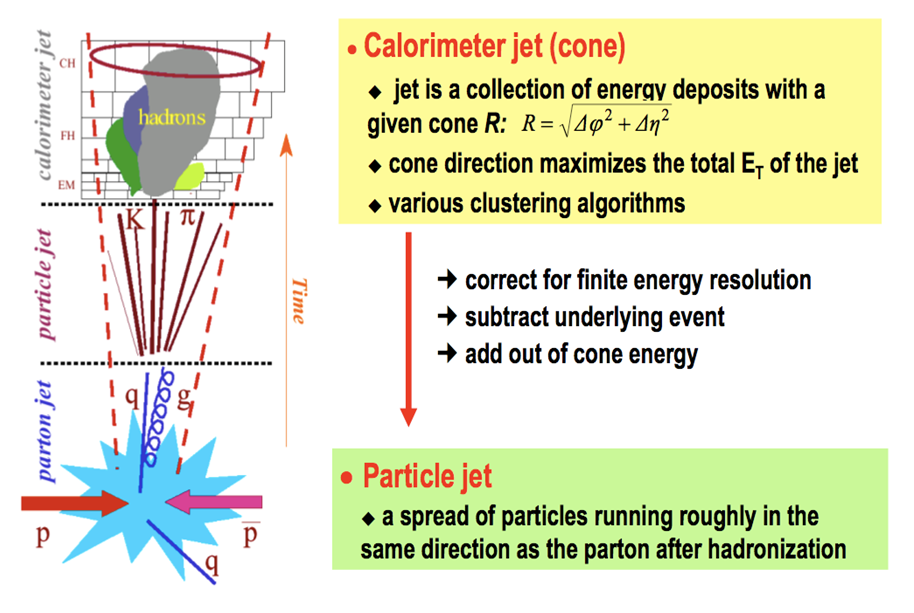 calorimeter jet
CH
FH
EM
hadrons
K
π
particle jet
Time
parton jet
q
g
p
p̅
q
• Calorimeter jet (cone)
◆ jet is a collection of energy deposits with a
given cone R: R = √Δφ² + Δη²
◆ cone direction maximizes the total E_T of the jet
◆ various clustering algorithms
➔ correct for finite energy resolution
➔ subtract underlying event
➔ add out of cone energy
• Particle jet
◆ a spread of particles running roughly in the
same direction as the parton after hadronization